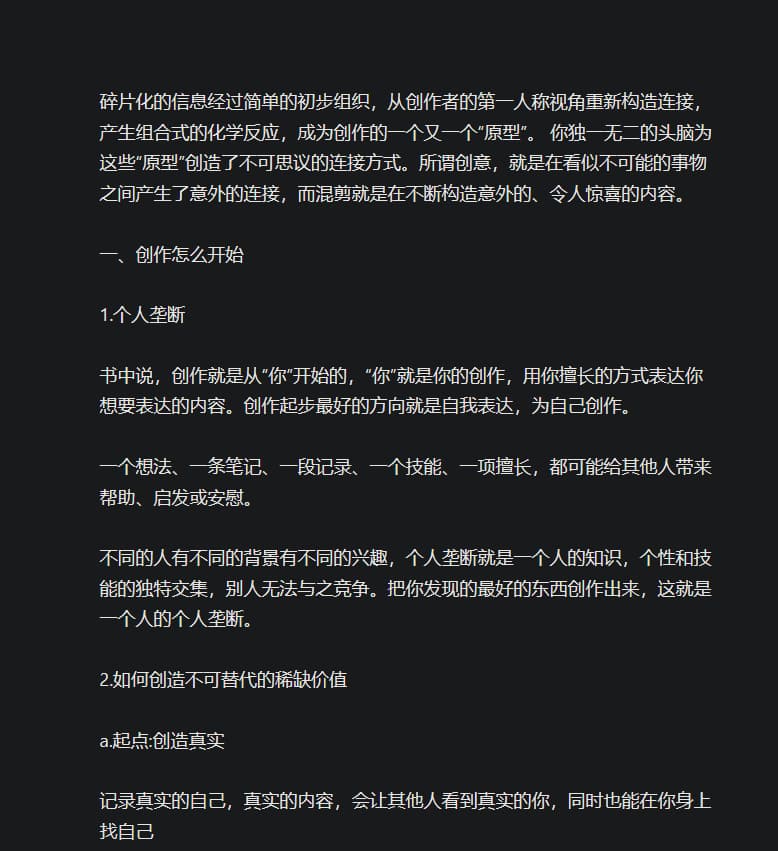 碎片化的信息经过简单的初步组织，从创作者的第一人称视角重新构造连接，
产生组合式的化学反应，成为创作的一个又一个“原型”。 你独一无二的头脑为
这些“原型”创造了不可思议的连接方式。所谓创意，就是在看似不可能的事物
之间产生了意外的连接，而混剪就是在不断构造意外的、令人惊喜的内容。
一、创作怎么开始
1.个人垄断
书中说，创作就是从“你”开始的，“你”就是你的创作，用你擅长的方式表达你
想要表达的内容。创作起步最好的方向就是自我表达，为自己创作。
一个想法、一条笔记、一段记录、一个技能、一项擅长，都可能给其他人带来
帮助、启发或安慰。
不同的人有不同的背景有不同的兴趣，个人垄断就是一个人的知识，个性和技
能的独特交集，别人无法与之竞争。把你发现的最好的东西创作出来，这就是
一个人的个人垄断。
2.如何创造不可替代的稀缺价值
a.起点:创造真实
记录真实的自己，真实的内容，会让其他人看到真实的你，同时也能在你身上
找自己